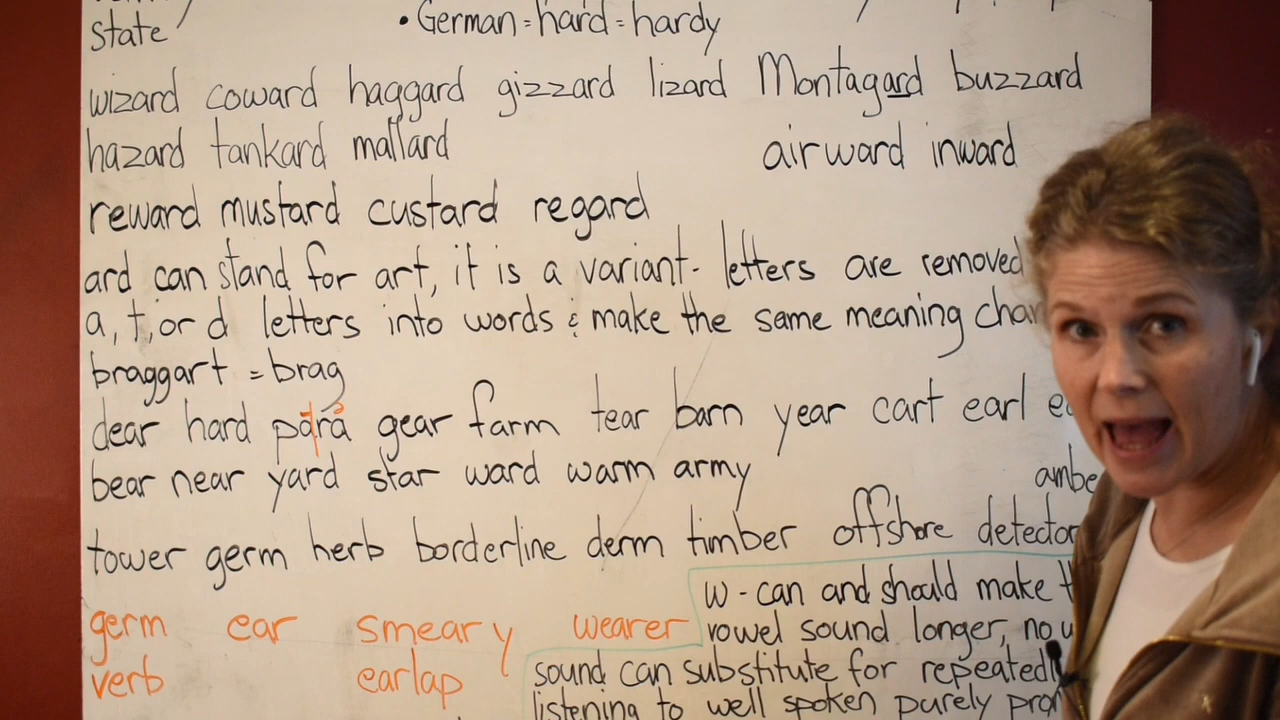 State
• German = hard = hardy
wizard coward haggard gizzard lizard Montagard buzzard
hazard tankard mallard airward inward
reward mustard custard regard
ard can stand for art, it is a variant - letters are removed
a, t, or d letters into words & make the same meaning
braggart = brag
dear hard para gear farm tear barn year cart earl
bear near yard star ward warm army
tower germ herb borderline derm timber offshore detector
w - can and should make
germ ear smeary wearer vowel sound longer,
verb earlap sound can substitute for repeatedly
listening to well spoken purely